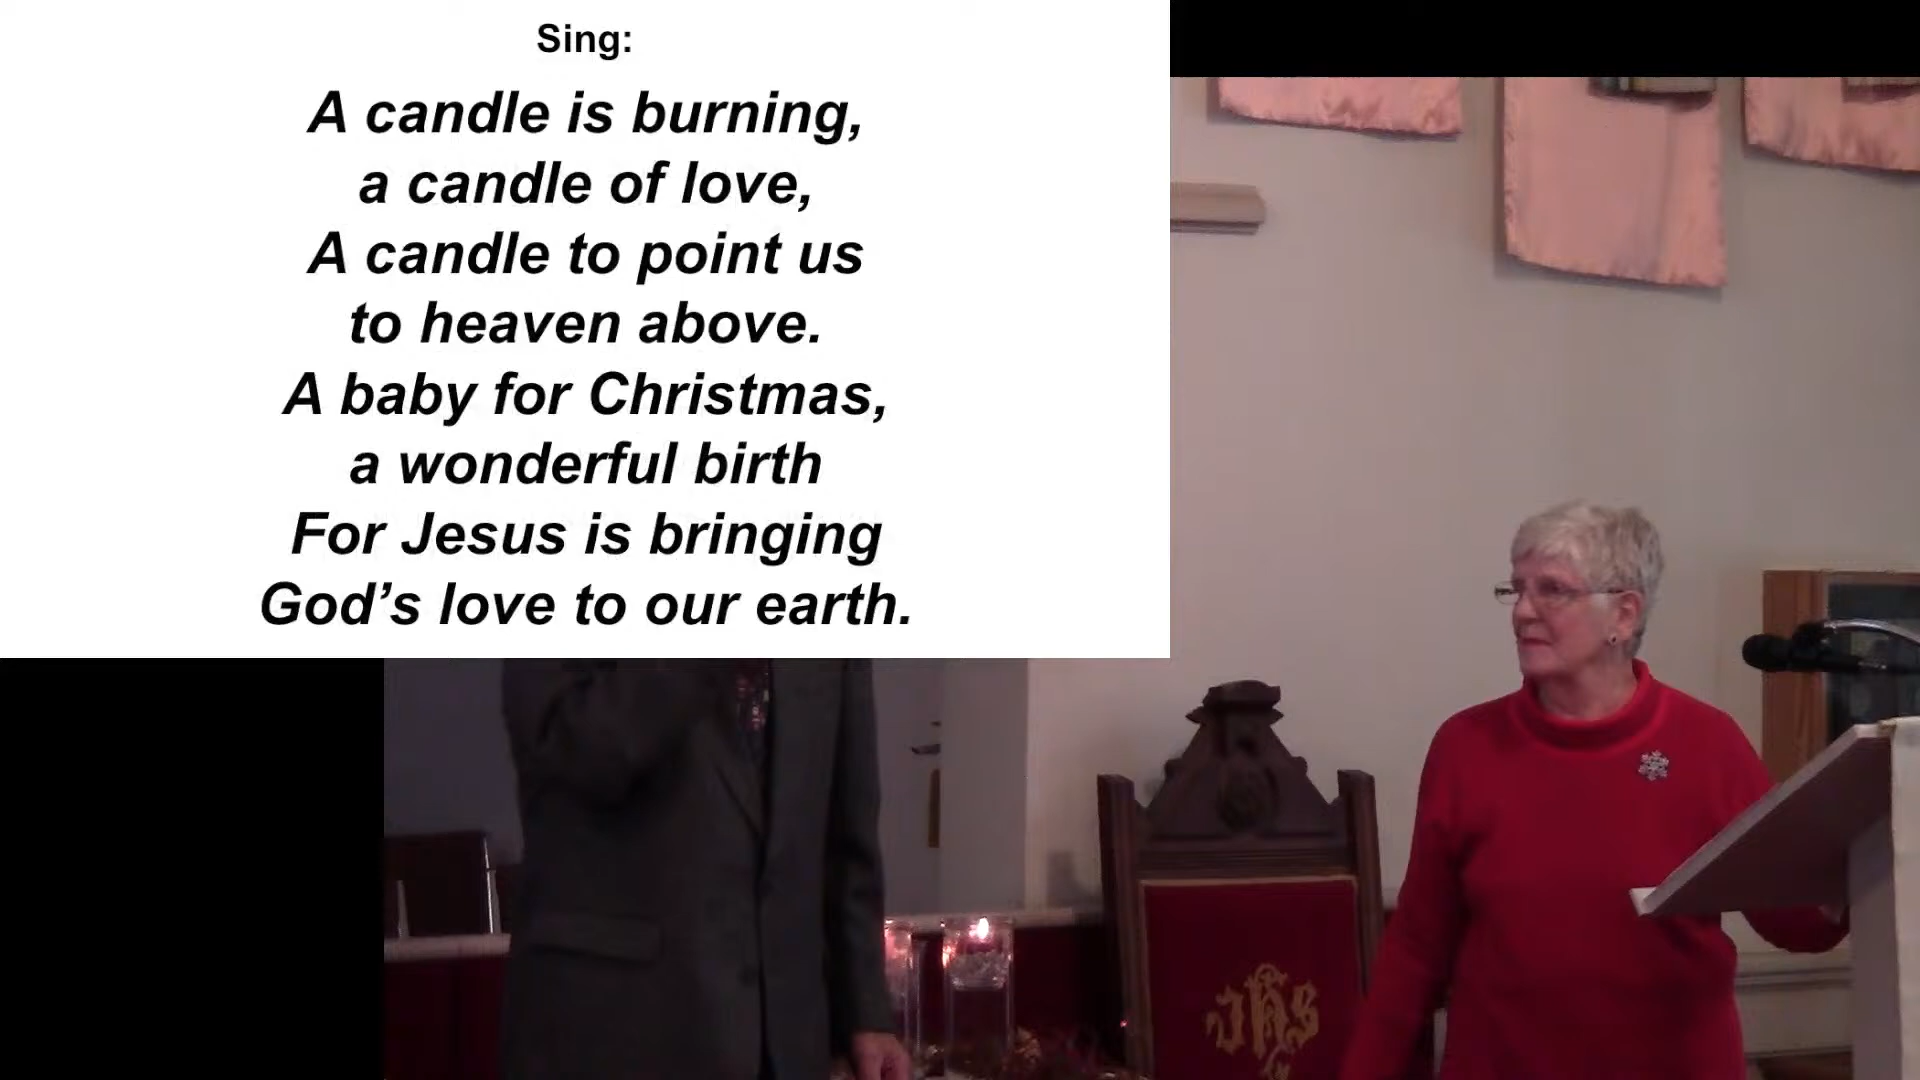 Sing:
A candle is burning,
a candle of love,
A candle to point us
to heaven above.
A baby for Christmas,
a wonderful birth
For Jesus is bringing
God’s love to our earth.
JHS